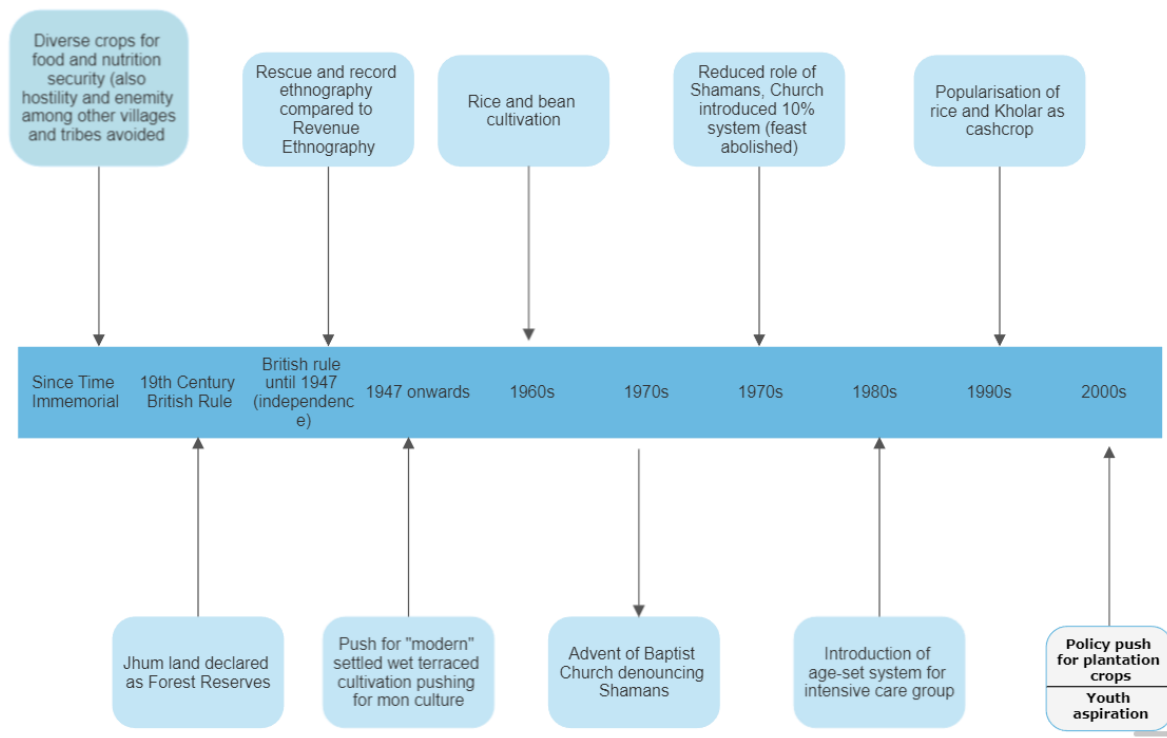 Diverse crops for
food and nutrition
security (also
hostility and enemity
among other villages
and tribes avoided
Rescue and record
ethnography
compared to
Revenue
Ethnography
Rice and bean
cultivation
Reduced role of
Shamans, Church
introduced 10%
system (feast
abolished)
Popularisation of
rice and Kholar as
cashcrop
Since Time
Immemorial
19th Century
British Rule
British rule
until 1947
(independenc
e)
1947 onwards
1960s
1970s
1970s
1980s
1990s
2000s
Jhum land declared
as Forest Reserves
Push for "modern"
settled wet terraced
cultivation pushing
for mon culture
Advent of Baptist
Church denouncing
Shamans
Introduction of
age-set system for
intensive care group
Policy push
for plantation
crops
Youth
aspiration